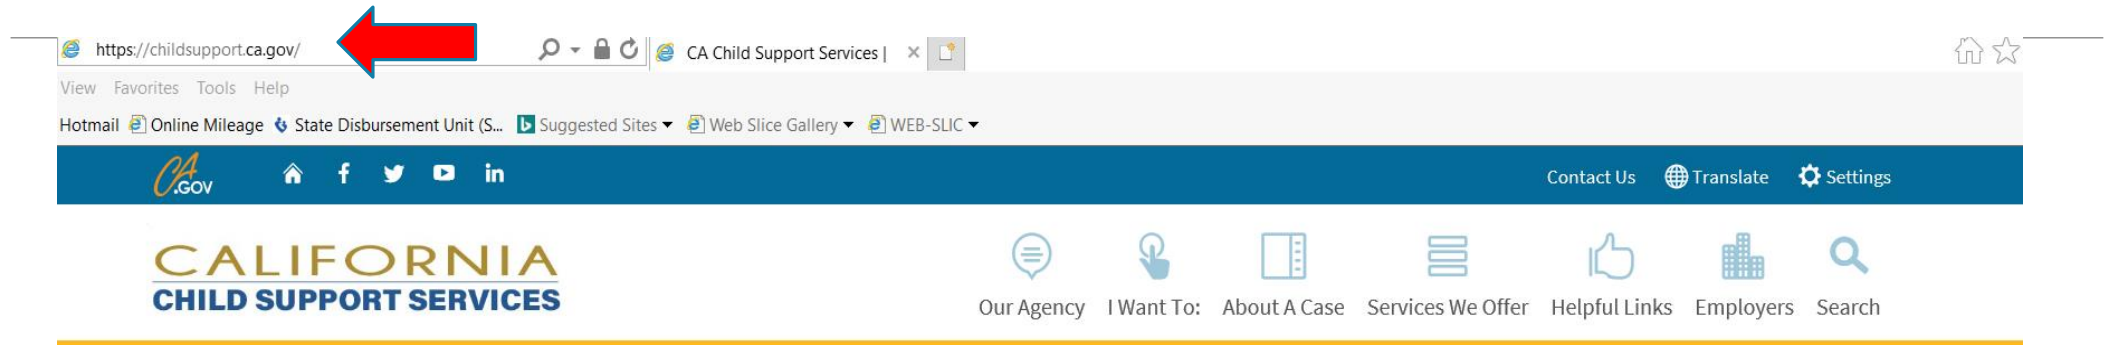 https://childsupport.ca.gov/ CA Child Support Services |
View Favorites Tools Help
Hotmail Online Mileage State Disbursement Unit (S... Suggested Sites Web Slice Gallery WEB-SLIC
CA.GOV Contact Us Translate Settings
CALIFORNIA
CHILD SUPPORT SERVICES
Our Agency I Want To: About A Case Services We Offer Helpful Links Employers Search